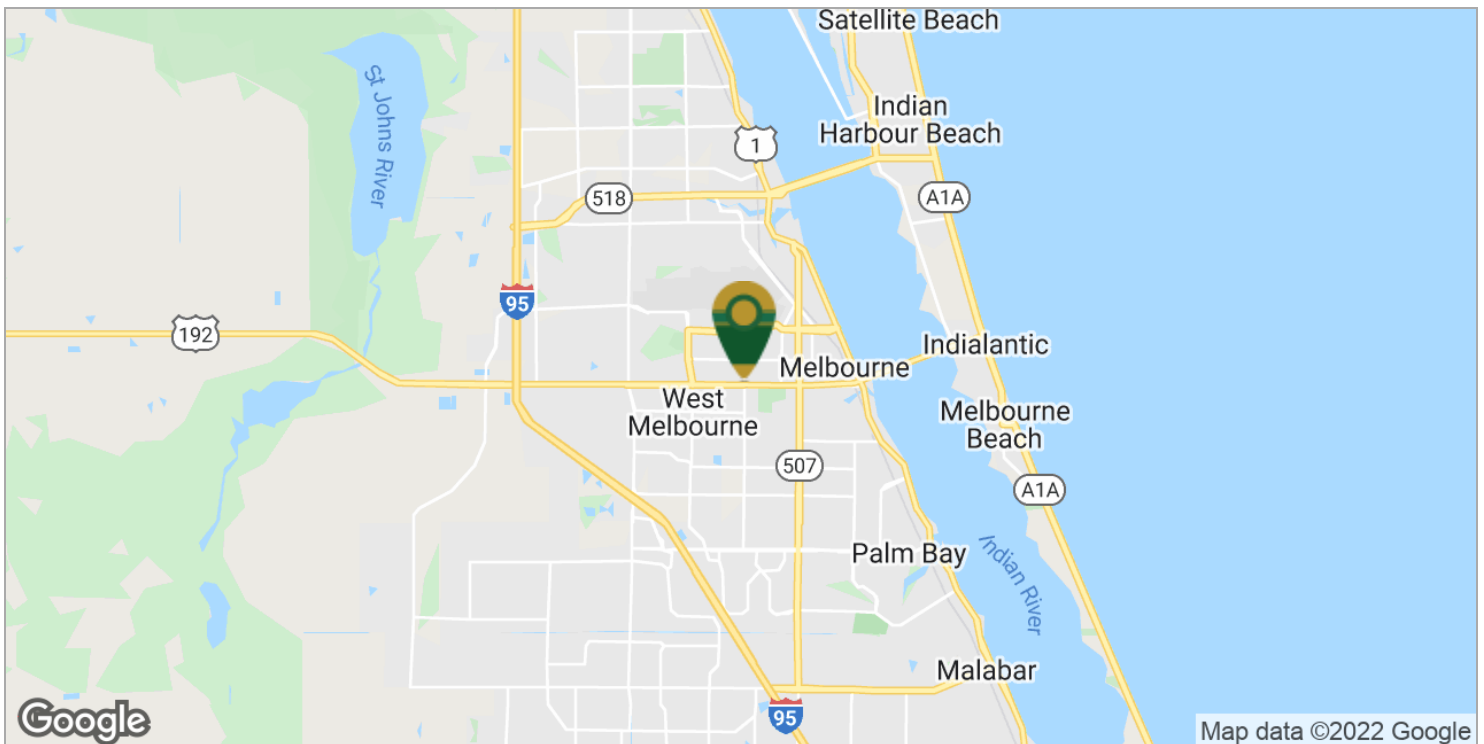 Satellite Beach
Indian
Harbour Beach
St Johns River
1
518
A1A
95
192
Indialantic
Melbourne
West
Melbourne
Melbourne
Beach
507
A1A
Palm Bay
Indian River
Malabar
95
Google
Map data ©2022 Google